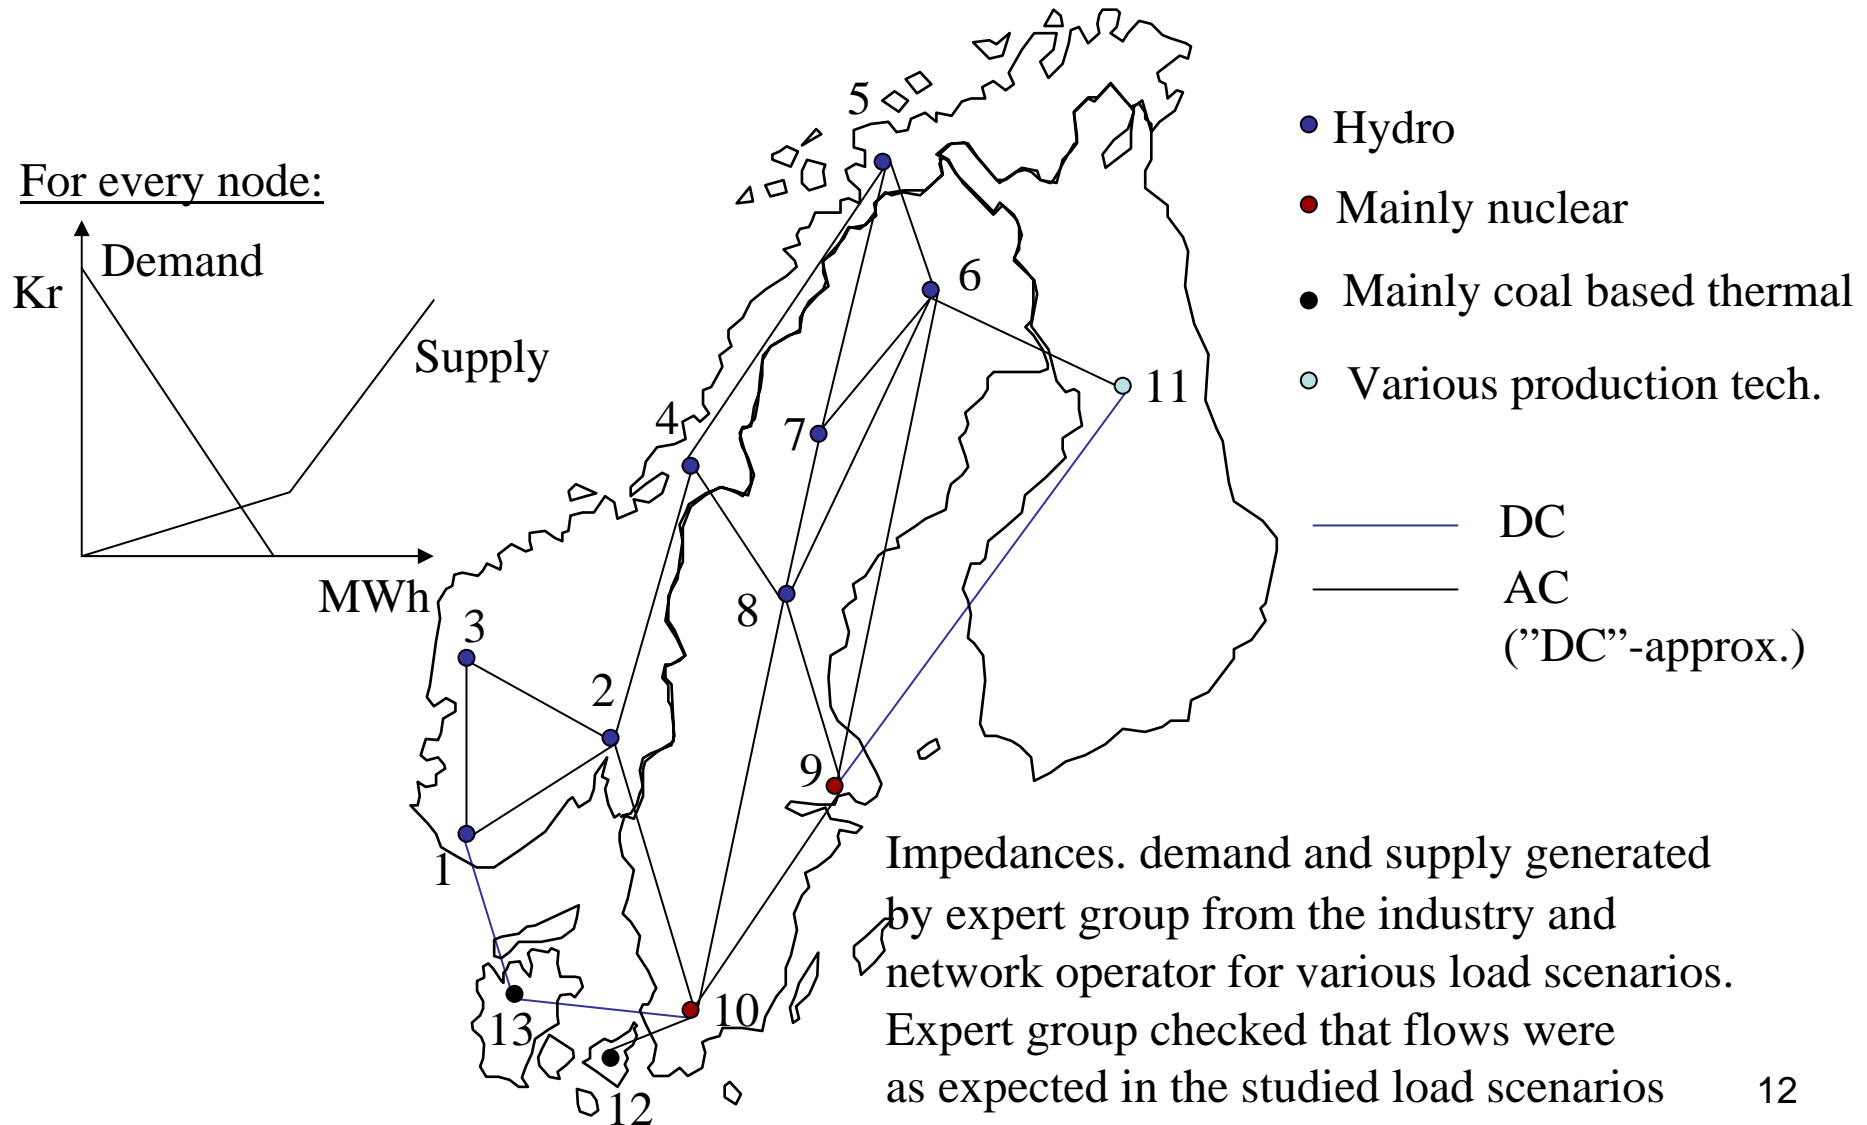 For every node:
Kr
Demand
Supply
MWh
5
6
11
4
7
8
3
2
9
1
10
13
12
Hydro
Mainly nuclear
Mainly coal based thermal
Various production tech.
DC
AC
("DC"-approx.)
Impedances. demand and supply generated
by expert group from the industry and
network operator for various load scenarios.
Expert group checked that flows were
as expected in the studied load scenarios
12